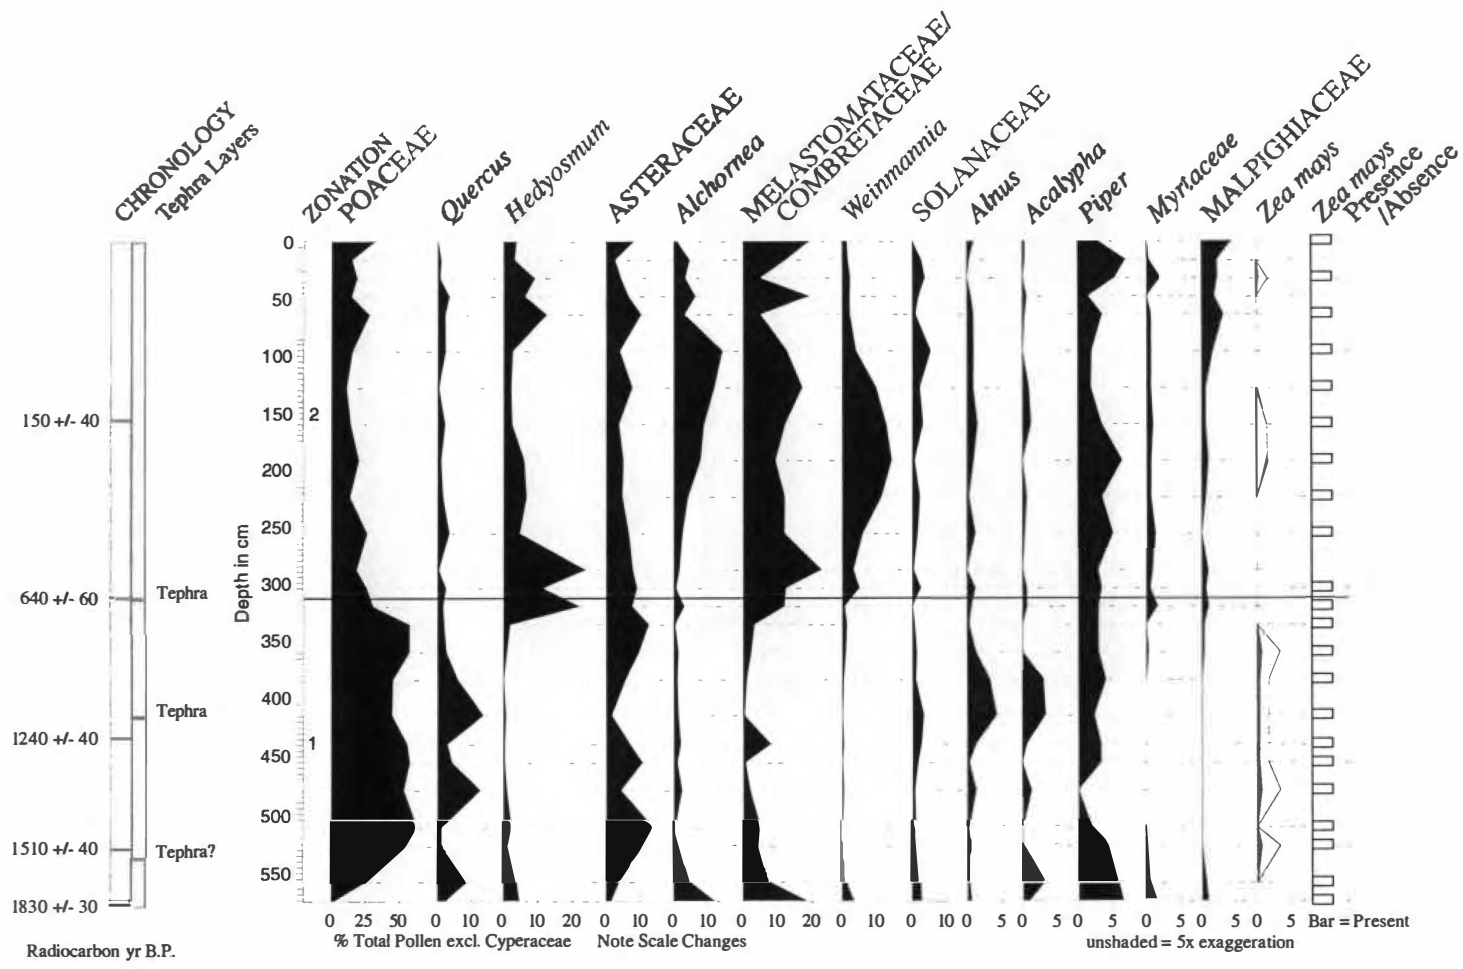 CHRONOLOGY
Tephra Layers
ZONATION
POACEAE
Quercus
Hedyosmum
ASTERACEAE
Alchornea
MELASTOMATACEAE/
COMBRETACEAE
Weinmannia
SOLANACEAE
Alnus
Acalypha
Piper
Myrtaceae
MALPIGHIACEAE
Zea mays
Zea mays
Presence
/Absence
0
50
100
150
200
250
300
350
400
450
500
550
Depth in cm
150 +/- 40
640 +/- 60
1240 +/- 40
1510 +/- 40
1830 +/- 30
Tephra
Tephra
Tephra?
2
1
0 25 50 0 10 0 10 20 0 10 0 10 0 10 20 0 10 0 10 0 5 0 5 0 5 0 5 0 5 0 5 Bar = Present
% Total Pollen excl. Cyperaceae Note Scale Changes unshaded = 5x exaggeration
Radiocarbon yr B.P.